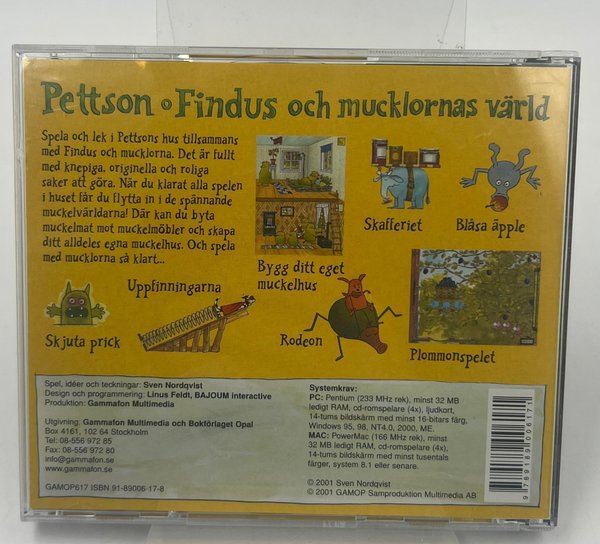 Pettson o Findus och mucklornas värld
Spela och lek i Pettsons hus tillsammans
med Findus och mucklorna. Det är fullt
med knepiga, originella och roliga
saker att göra. När du klarat alla spelen
i huset får du flytta in i de spännande
muckelvärldarna! Där kan du byta
muckelmat mot muckelmöbler och skapa
ditt alldeles egna muckelhus. Och spela
med mucklorna så klart...
Bygg ditt eget
muckelhus
Skafferiet
Blåsa äpple
Skjuta prick
Uppfinningarna
Rodeon
Plommonspelet
Spel, idéer och teckningar: Sven Nordqvist
Design och programmering: Linus Feldt, BAJOUM interactive
Produktion: Gammafon Multimedia
Utgivning: Gammafon Multimedia och Bokförlaget Opal
Box 4161, 102 64 Stockholm
Tel: 08-556 972 85
Fax: 08-556 972 80
info@gammafon.se
www.gammafon.se
GAMOP617 ISBN 91-89006-17-8
Systemkrav:
PC: Pentium (233 MHz rek), minst 32 MB
ledigt RAM, cd-romspelare (4x), ljudkort,
14-tums bildskärm med minst 16-bitars färg,
Windows 95, 98, NT4.0, 2000, ME.
MAC: PowerMac (166 MHz rek), minst
32 MB ledigt RAM, cd-romspelare (4x),
14-tums bildskärm med minst tusentals
färger, system 8.1 eller senare.
© 2001 Sven Nordqvist
© 2001 GAMOP Samproduktion Multimedia AB
9789189006171